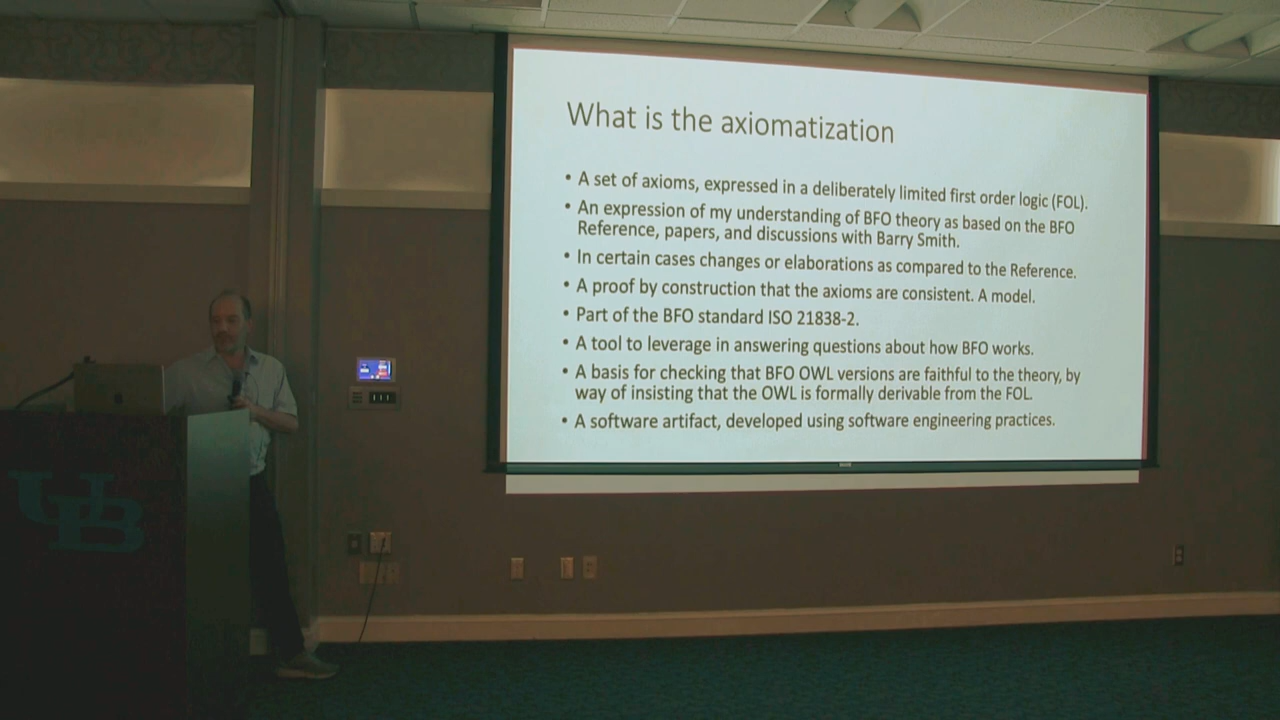 What is the axiomatization
• A set of axioms, expressed in a deliberately limited first order logic (FOL).
• An expression of my understanding of BFO theory as based on the BFO
Reference, papers, and discussions with Barry Smith.
• In certain cases changes or elaborations as compared to the Reference.
• A proof by construction that the axioms are consistent. A model.
• Part of the BFO standard ISO 21838-2.
• A tool to leverage in answering questions about how BFO works.
• A basis for checking that BFO OWL versions are faithful to the theory, by
way of insisting that the OWL is formally derivable from the FOL.
• A software artifact, developed using software engineering practices.
UB